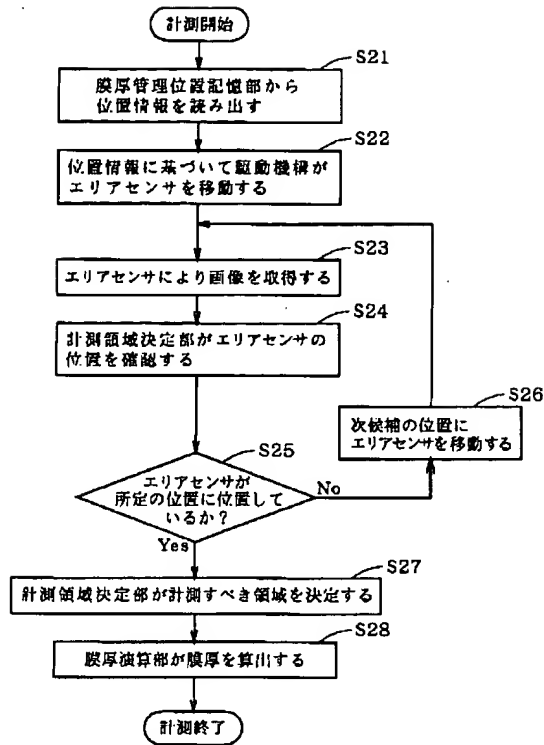 計測開始
S21
膜厚管理位置記憶部から
位置情報を読み出す
S22
位置情報に基づいて駆動機構が
エリアセンサを移動する
S23
エリアセンサにより画像を取得する
S24
計測領域決定部がエリアセンサの
位置を確認する
S26
次候補の位置に
エリアセンサを移動する
S25
エリアセンサが
所定の位置に位置して
いるか?
No
Yes
S27
計測領域決定部が計測すべき領域を決定する
S28
膜厚演算部が膜厚を算出する
計測終了